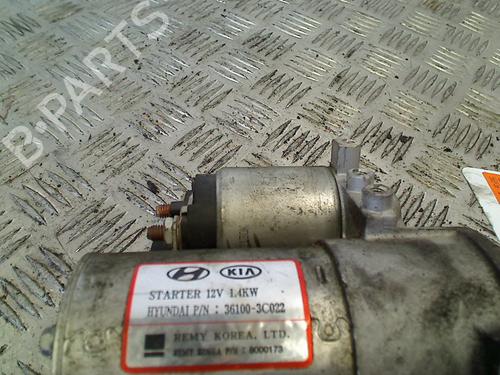 B-PARTS
HYUNDAI KIA
STARTER 12V 1.4KW
HYUNDAI P/N : 36100-3C022
REMY KOREA, LTD.
REMY KOREA P/N : 8000173